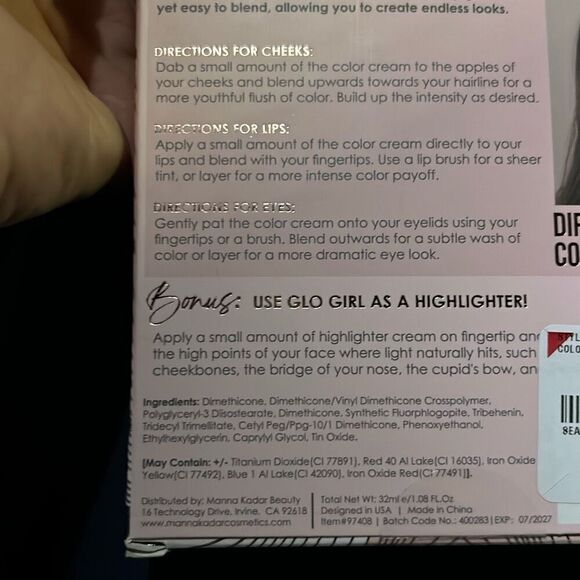 yet easy to blend, allowing you to create endless looks.
DIRECTIONS FOR CHEEKS:
Dab a small amount of the color cream to the apples of
your cheeks and blend upwards towards your hairline for a
more youthful flush of color. Build up the intensity as desired.
DIRECTIONS FOR LIPS:
Apply a small amount of the color cream directly to your
lips and blend with your fingertips. Use a lip brush for a sheer
tint, or layer for a more intense color payoff.
DIRECTIONS FOR EYES:
Gently pat the color cream onto your eyelids using your
fingertips or a brush. Blend outwards for a subtle wash of
color or layer for a more dramatic eye look.
DIR
CO
Bonus: USE GLO GIRL AS A HIGHLIGHTER!
Apply a small amount of highlighter cream on fingertip and
the high points of your face where light naturally hits, such
cheekbones, the bridge of your nose, the cupid's bow, an
STYL
COLO
SEA
Ingredients: Dimethicone, Dimethicone/Vinyl Dimethicone Crosspolymer,
Polyglyceryl-3 Diisostearate, Dimethicone, Synthetic Fluorphlogopite, Tribehenin,
Tridecyl Trimellitate, Cetyl Peg/Ppg-10/1 Dimethicone, Phenoxyethanol,
Ethylhexylglycerin, Caprylyl Glycol, Tin Oxide.
[May Contain: +/- Titanium Dioxide(CI 77891), Red 40 Al Lake(CI 16035), Iron Oxide
Yellow(CI 77492), Blue 1 Al Lake(CI 42090), Iron Oxide Red(CI 77491)].
Distributed by: Manna Kadar Beauty
16 Technology Drive, Irvine, CA 92618
www.mannakadarcosmetics.com
Total Net Wt: 32ml e/1.08 Fl.Oz
Designed in USA | Made in China
Item#97408 | Batch Code No.: 400283 | EXP: 07/2027